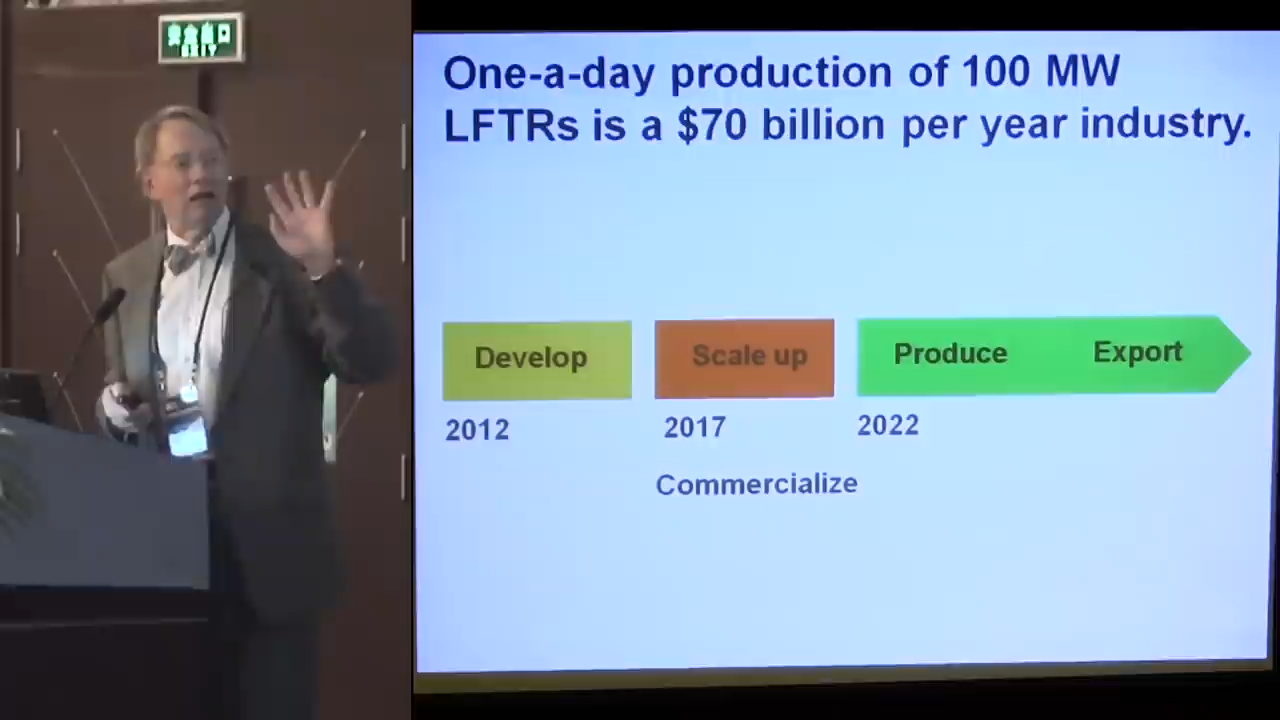 EXIT
One-a-day production of 100 MW
LFTRs is a $70 billion per year industry.
Develop
Scale up
Produce
Export
2012
2017
2022
Commercialize